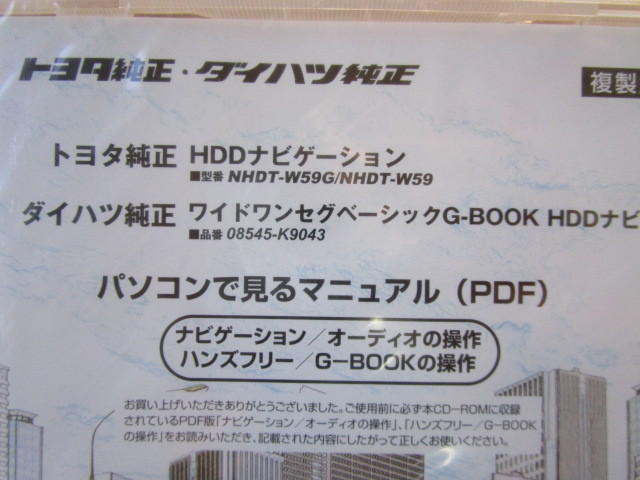 トヨタ純正・ダイハツ純正
複製
トヨタ純正 HDDナビゲーション
■型番 NHDT-W59G/NHDT-W59
ダイハツ純正 ワイドワンセグベーシックG-BOOK HDDナビ
■品番 08545-K9043
パソコンで見るマニュアル（PDF）
ナビゲーション／オーディオの操作
ハンズフリー／G-BOOKの操作
お買い上げいただきありがとうございました。ご使用前に必ず本CD-ROMに収録
されているPDF版「ナビゲーション／オーディオの操作」、「ハンズフリー／G-BOOK
の操作」をお読みいただき、記載された内容にしたがって正しくお使いください。